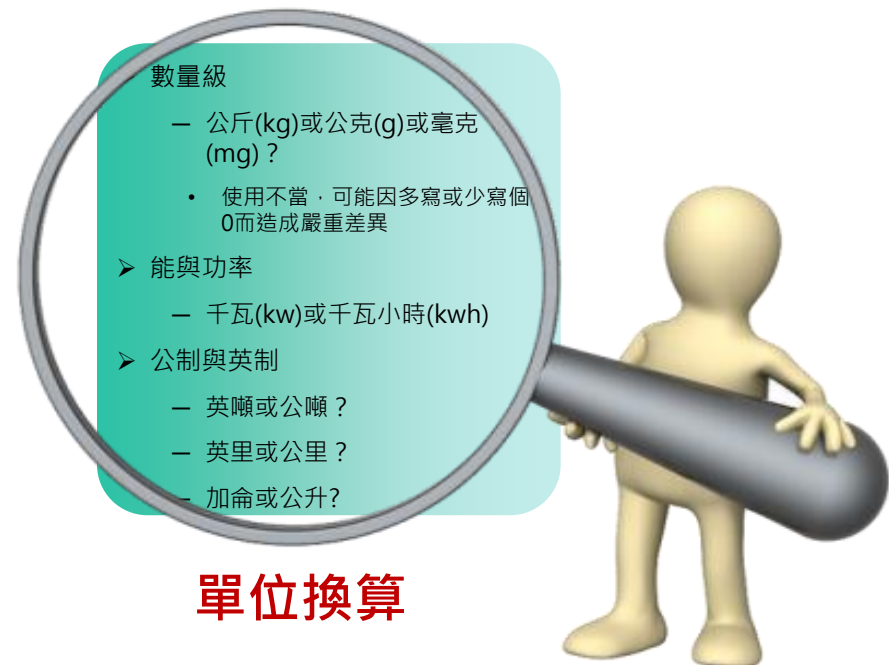 數量級
– 公斤(kg)或公克(g)或毫克
(mg)？
• 使用不當，可能因多寫或少寫個
0而造成嚴重差異
➢ 能與功率
– 千瓦(kw)或千瓦小時(kwh)
➢ 公制與英制
– 英噸或公噸？
– 英里或公里？
– 加侖或公升?
單位換算